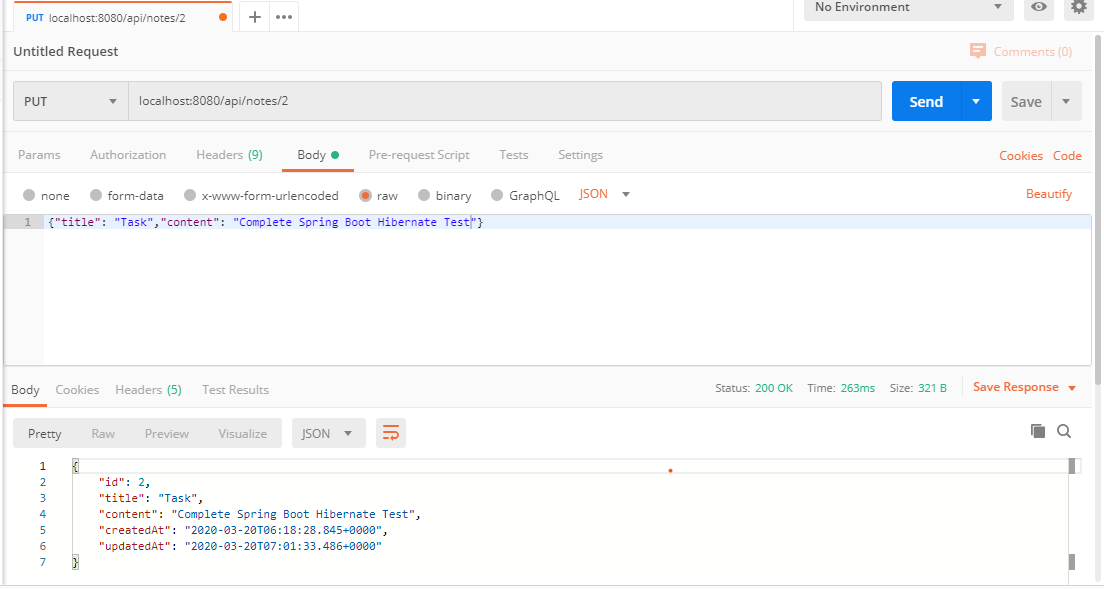 PUT localhost:8080/api/notes/2 + ••• No Environment
Untitled Request Comments (0)
PUT localhost:8080/api/notes/2 Send Save
Params Authorization Headers (9) Body Pre-request Script Tests Settings Cookies Code
none form-data x-www-form-urlencoded raw binary GraphQL JSON Beautify
1 {"title": "Task","content": "Complete Spring Boot Hibernate Test"}
Body Cookies Headers (5) Test Results Status: 200 OK Time: 263ms Size: 321 B Save Response
Pretty Raw Preview Visualize JSON
1 {
2 "id": 2,
3 "title": "Task",
4 "content": "Complete Spring Boot Hibernate Test",
5 "createdAt": "2020-03-20T06:18:28.845+0000",
6 "updatedAt": "2020-03-20T07:01:33.486+0000"
7 }